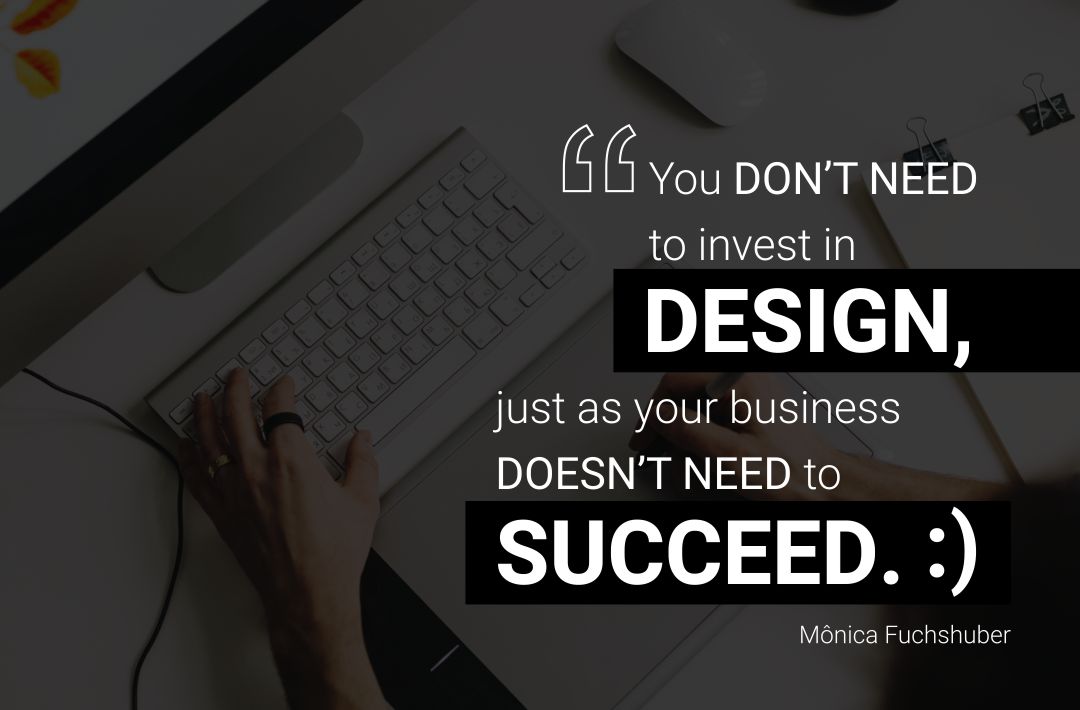 “ You DON’T NEED
to invest in
DESIGN,
just as your business
DOESN’T NEED to
SUCCEED. :)
Mônica Fuchshuber